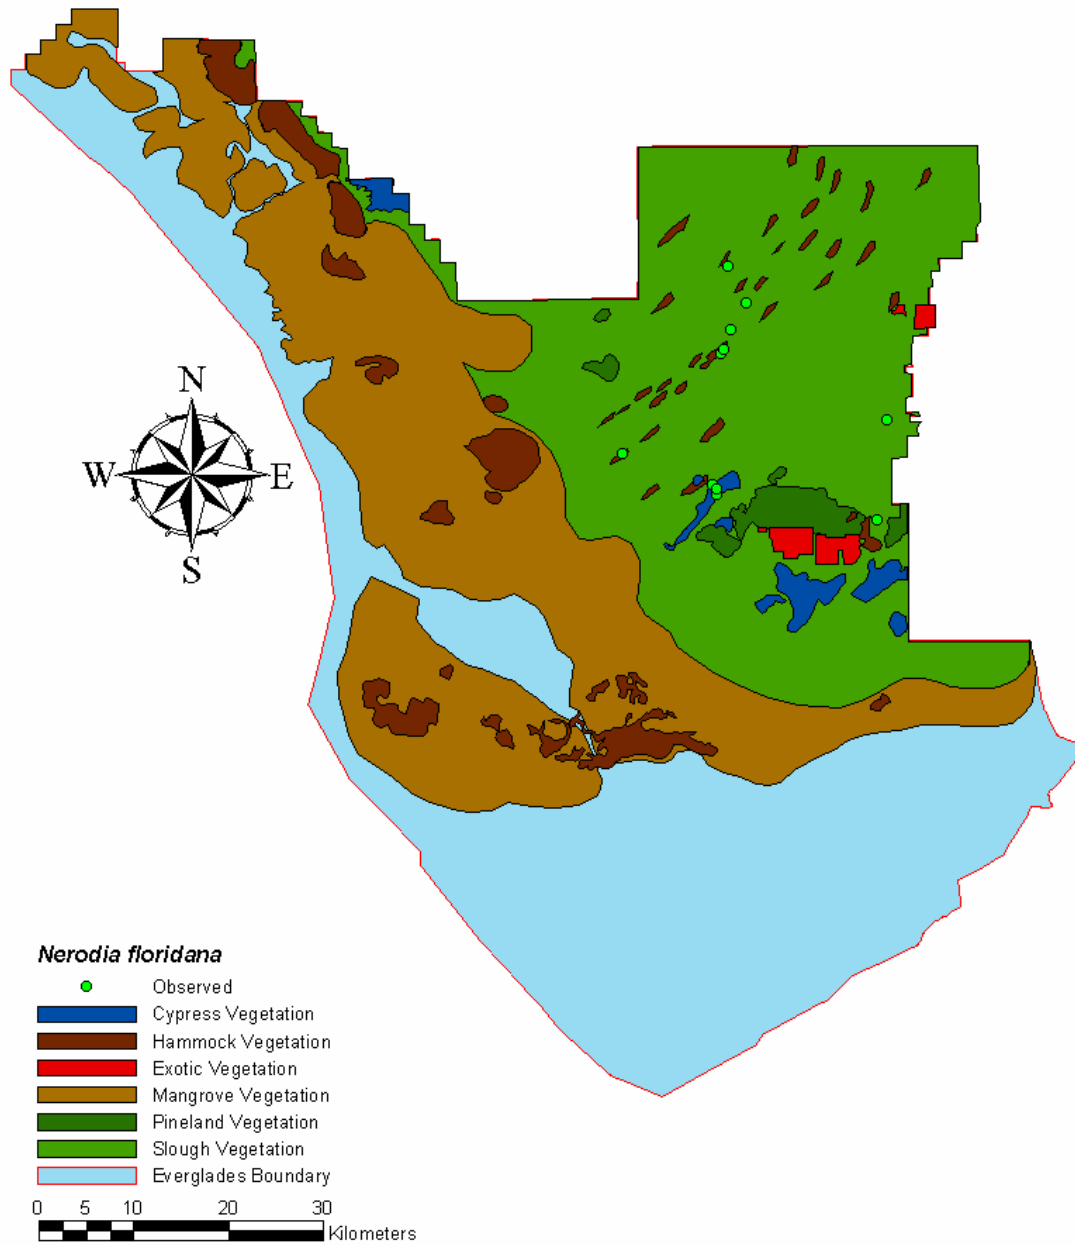 N
W E
S
Nerodia floridana
Observed
Cypress Vegetation
Hammock Vegetation
Exotic Vegetation
Mangrove Vegetation
Pineland Vegetation
Slough Vegetation
Everglades Boundary
0 5 10 20 30
Kilometers